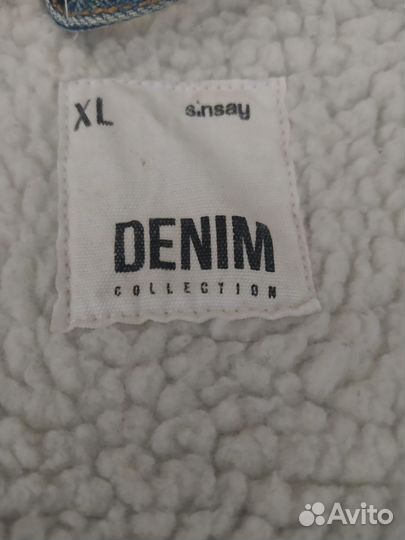 XL sinsay
DENIM
COLLECTION
Avito